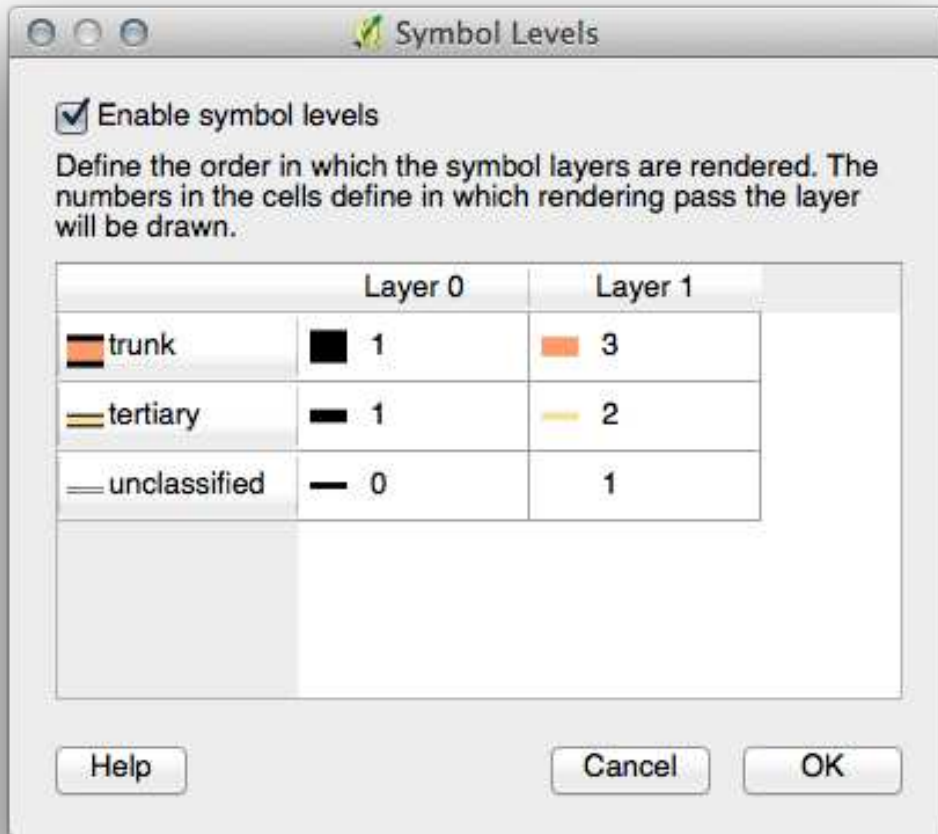 Symbol Levels
Enable symbol levels
Define the order in which the symbol layers are rendered. The
numbers in the cells define in which rendering pass the layer
will be drawn.
Layer 0 Layer 1
trunk 1 3
tertiary 1 2
unclassified 0 1
Help Cancel OK